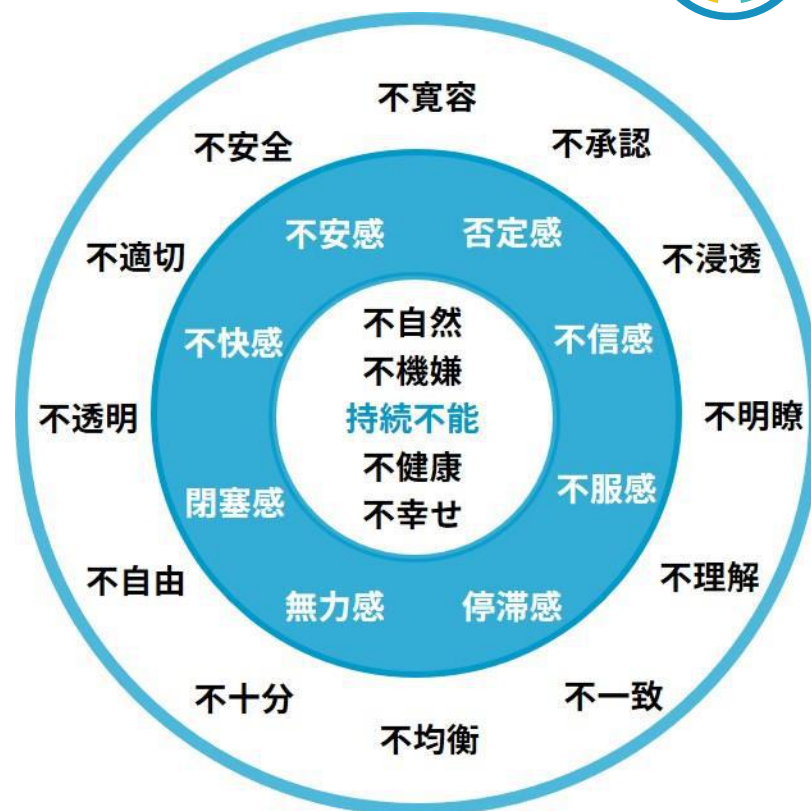 不寛容
不承認
不浸透
不明瞭
不理解
不一致
不均衡
不十分
不自由
不透明
不適切
不安全
不安感
否定感
不信感
不服感
停滞感
無力感
閉塞感
不快感
不自然
不機嫌
持続不能
不健康
不幸せ